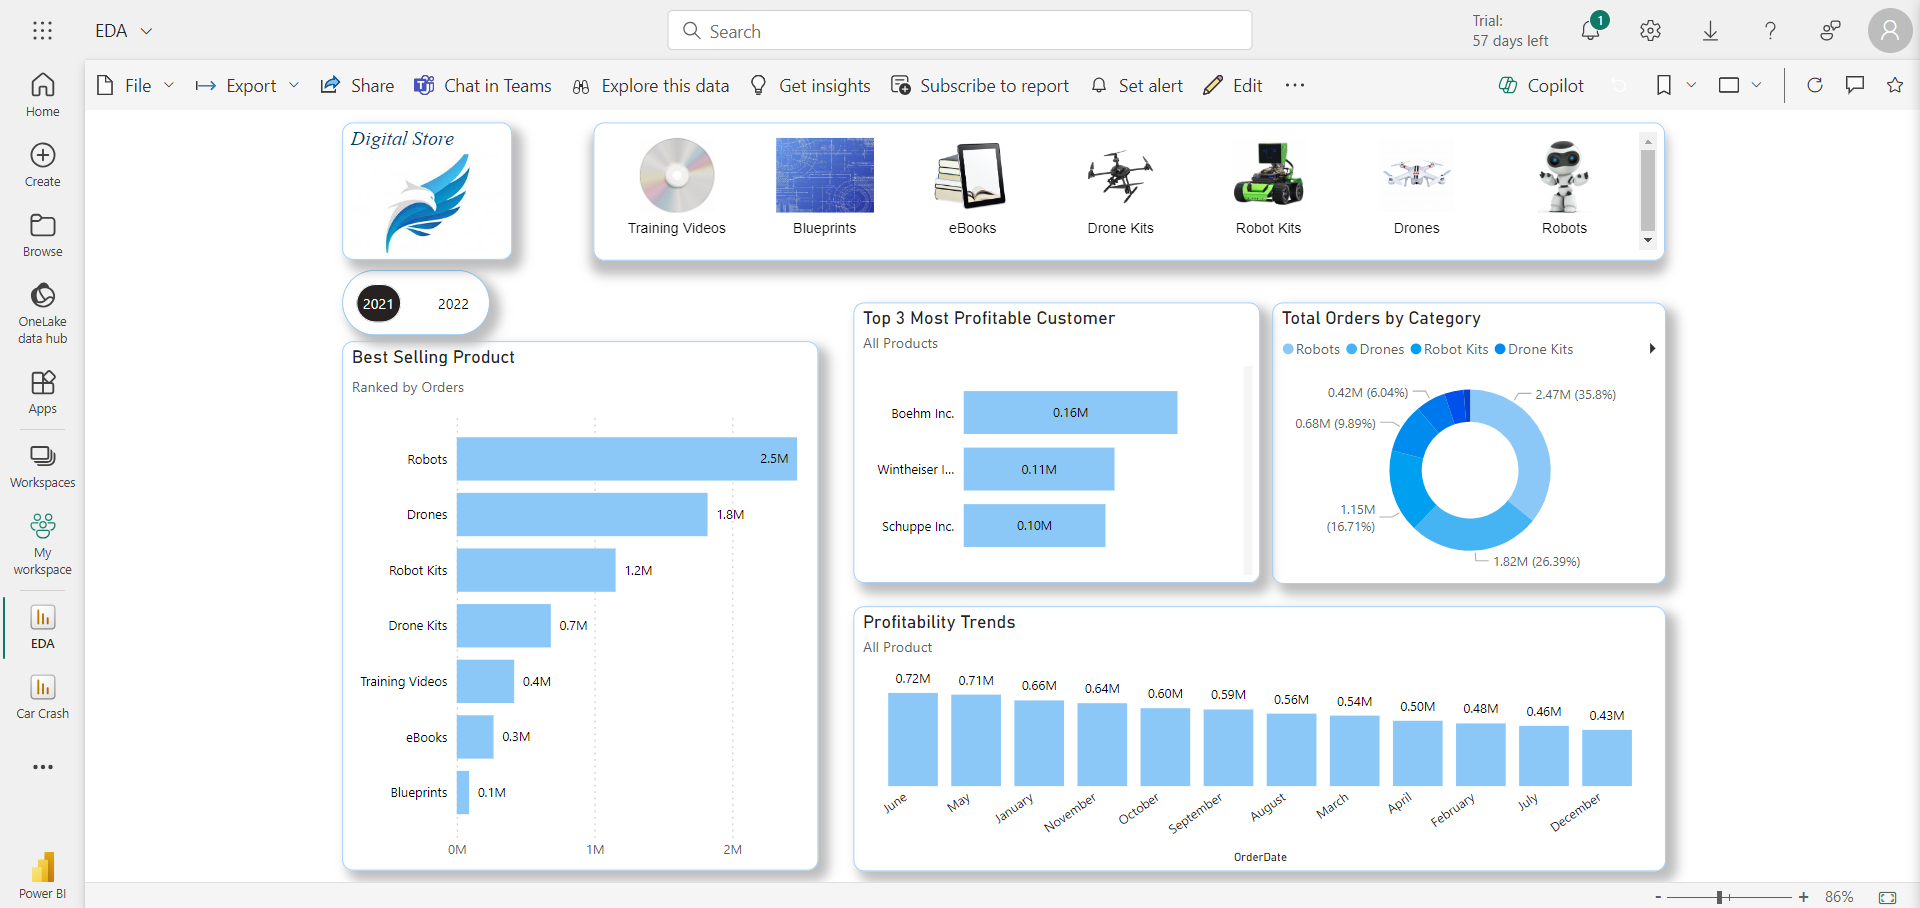 EDA
Search
Trial:
57 days left
1
File
Export
Share
Chat in Teams
Explore this data
Get insights
Subscribe to report
Set alert
Edit
Copilot
Home
Create
Browse
OneLake
data hub
Apps
Workspaces
My
workspace
EDA
Car Crash
Power BI
Digital Store
Training Videos
Blueprints
eBooks
Drone Kits
Robot Kits
Drones
Robots
2021
2022
Best Selling Product
Ranked by Orders
Robots
2.5M
Drones
1.8M
Robot Kits
1.2M
Drone Kits
0.7M
Training Videos
0.4M
eBooks
0.3M
Blueprints
0.1M
0M
1M
2M
Top 3 Most Profitable Customer
All Products
Boehm Inc.
0.16M
Wintheiser I...
0.11M
Schuppe Inc.
0.10M
Total Orders by Category
Robots
Drones
Robot Kits
Drone Kits
0.42M (6.04%)
2.47M (35.8%)
0.68M (9.89%)
1.15M
(16.71%)
1.82M (26.39%)
Profitability Trends
All Product
0.72M
0.71M
0.66M
0.64M
0.60M
0.59M
0.56M
0.54M
0.50M
0.48M
0.46M
0.43M
June
May
January
November
October
September
August
March
April
February
July
December
OrderDate
- + 86%